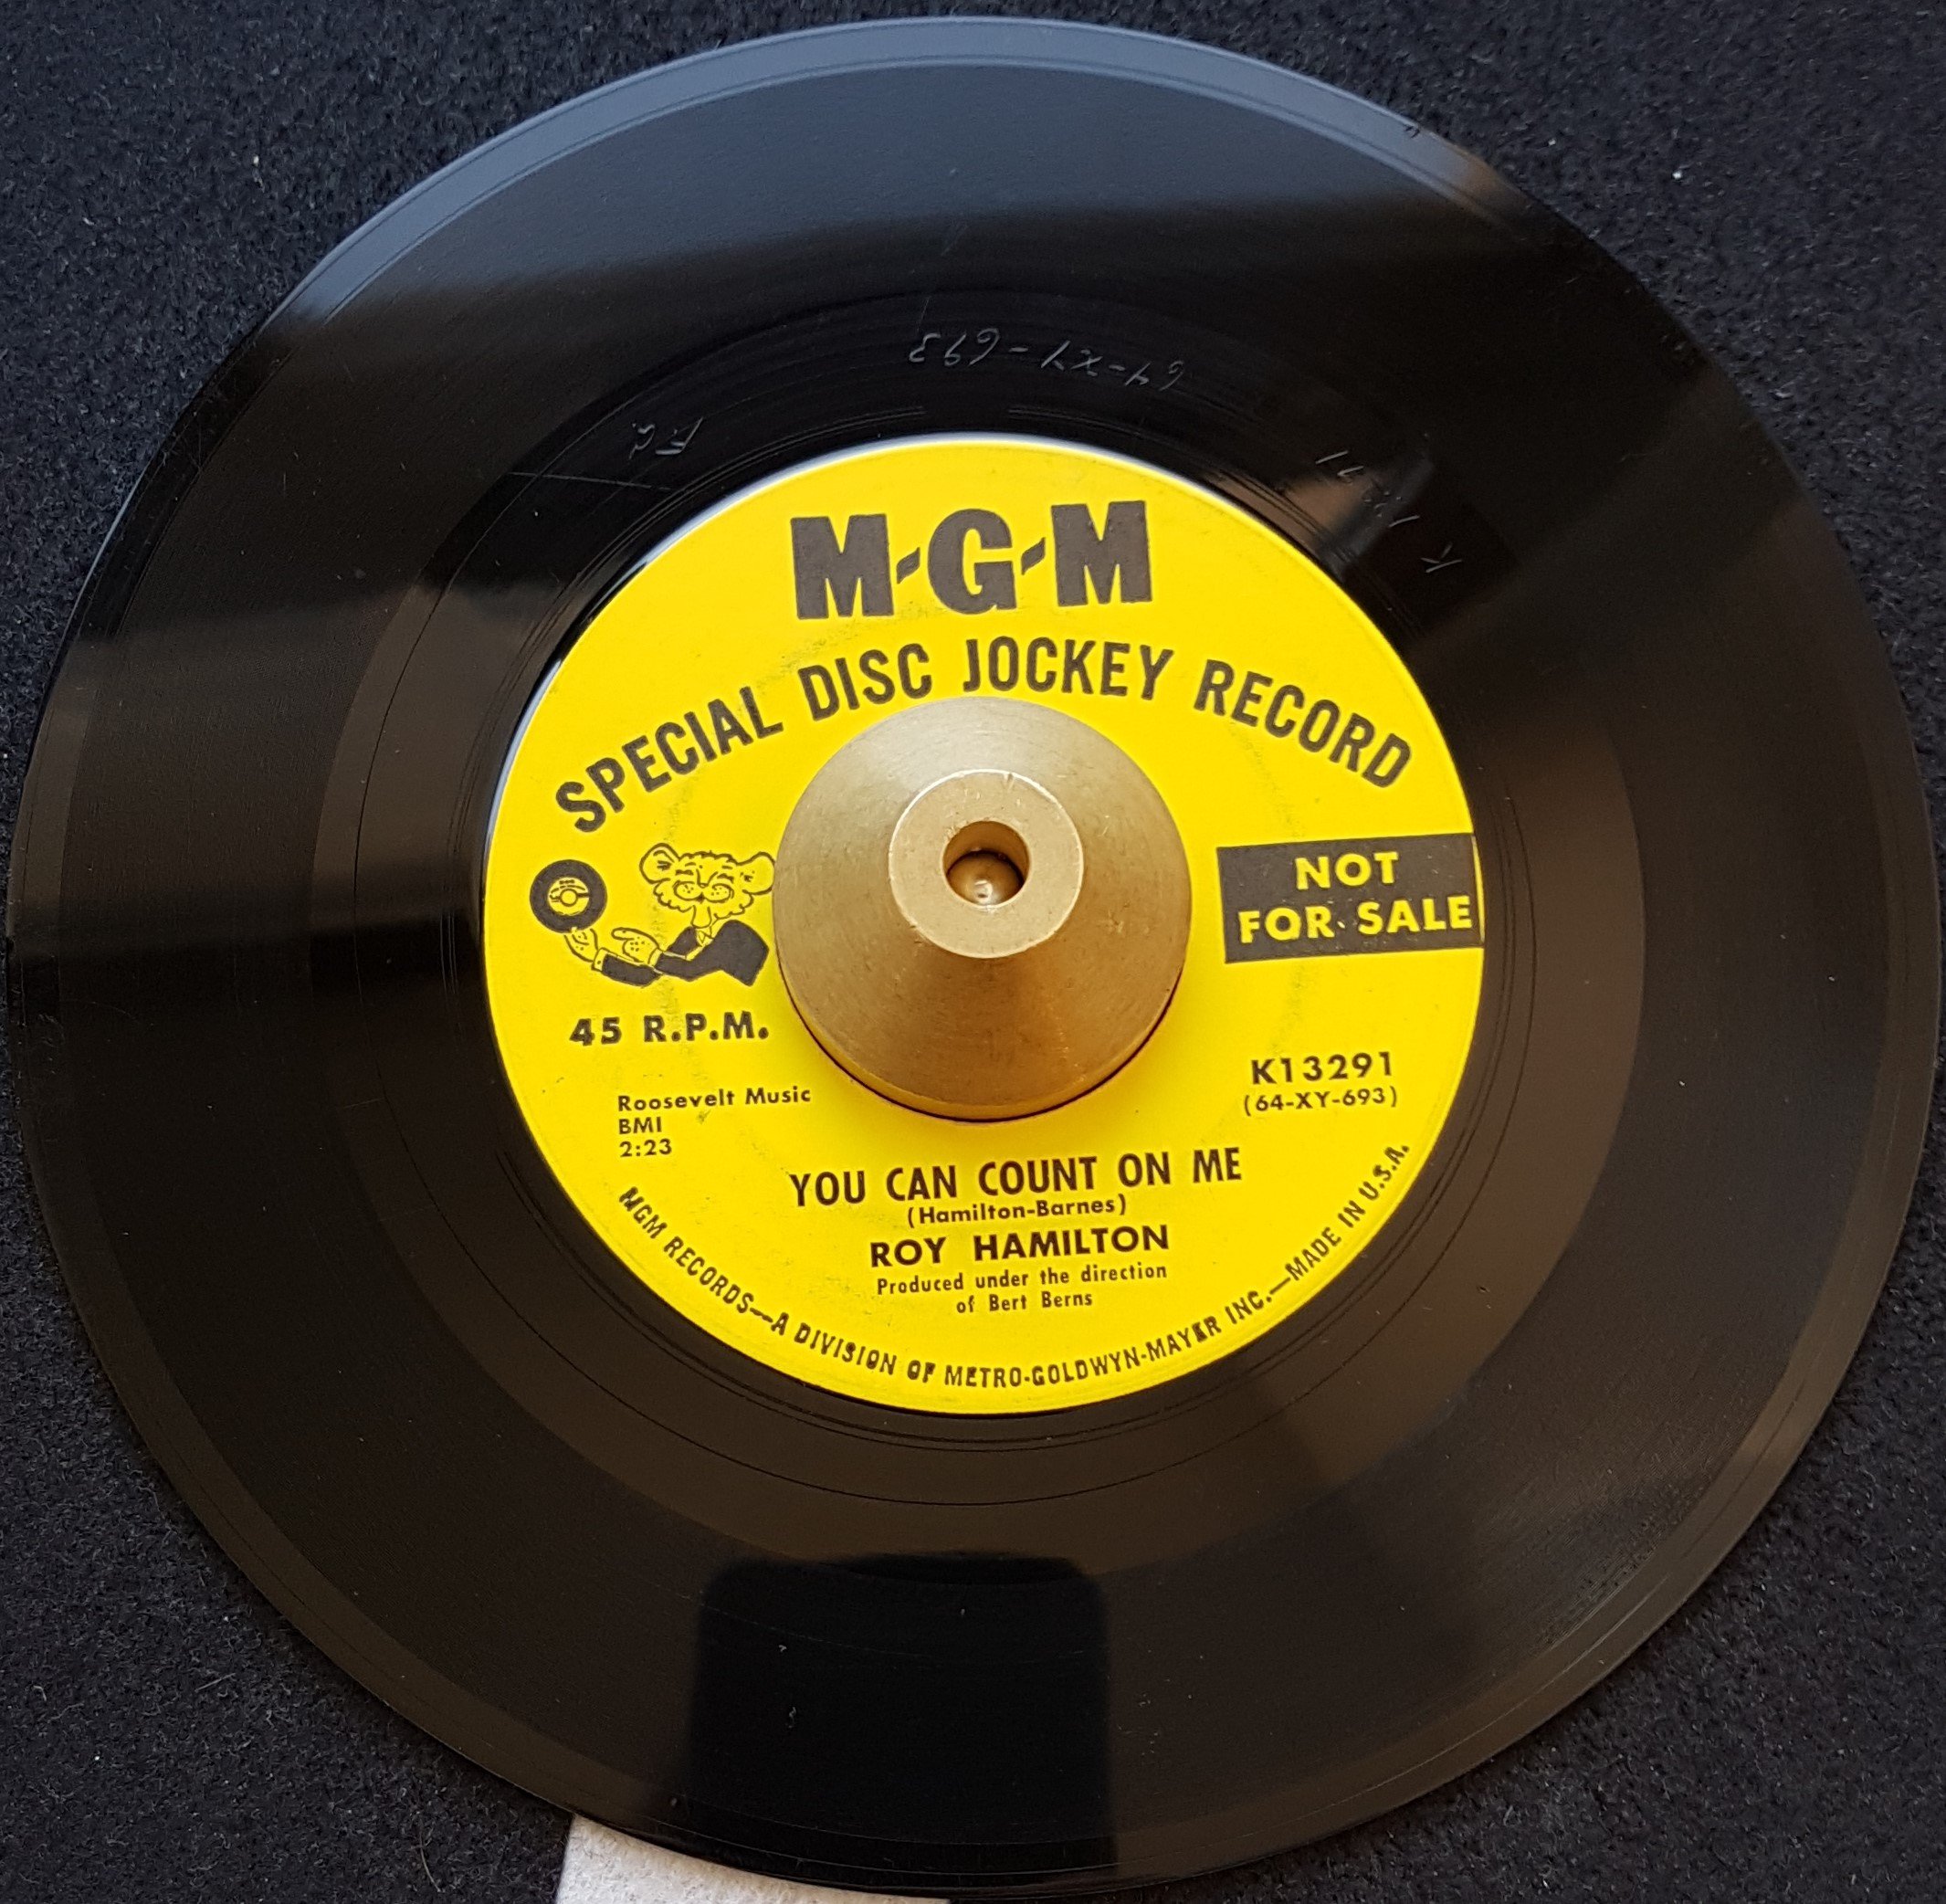 M-G-M
SPECIAL DISC JOCKEY RECORD
NOT
FOR SALE
45 R.P.M.
K13291
(64-XY-693)
Roosevelt Music
BMI
2:23
YOU CAN COUNT ON ME
(Hamilton-Barnes)
ROY HAMILTON
Produced under the direction
of Bert Berns
MGM RECORDS—A DIVISION OF METRO-GOLDWYN-MAYER INC.—MADE IN U.S.A.
64-XY-693